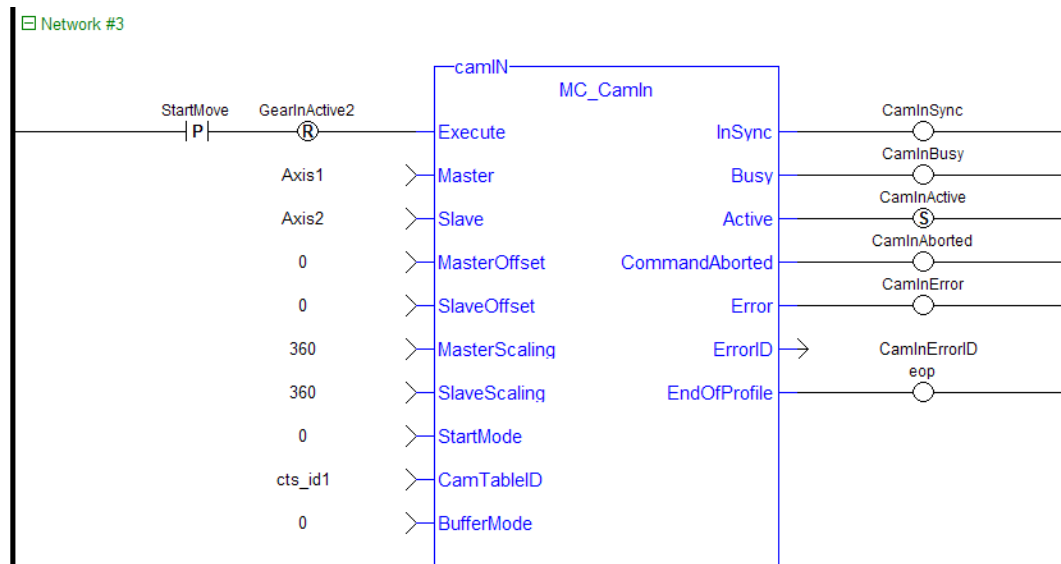 Network #3
camIN
MC_CamIn
StartMove GearInActive2 CamInSync
P R Execute InSync
CamInBusy
Axis1 Master Busy
CamInActive
Axis2 Slave Active S
CamInAborted
0 MasterOffset CommandAborted
CamInError
0 SlaveOffset Error
360 MasterScaling ErrorID CamInErrorID
eop
360 SlaveScaling EndOfProfile
0 StartMode
cts_id1 CamTableID
0 BufferMode